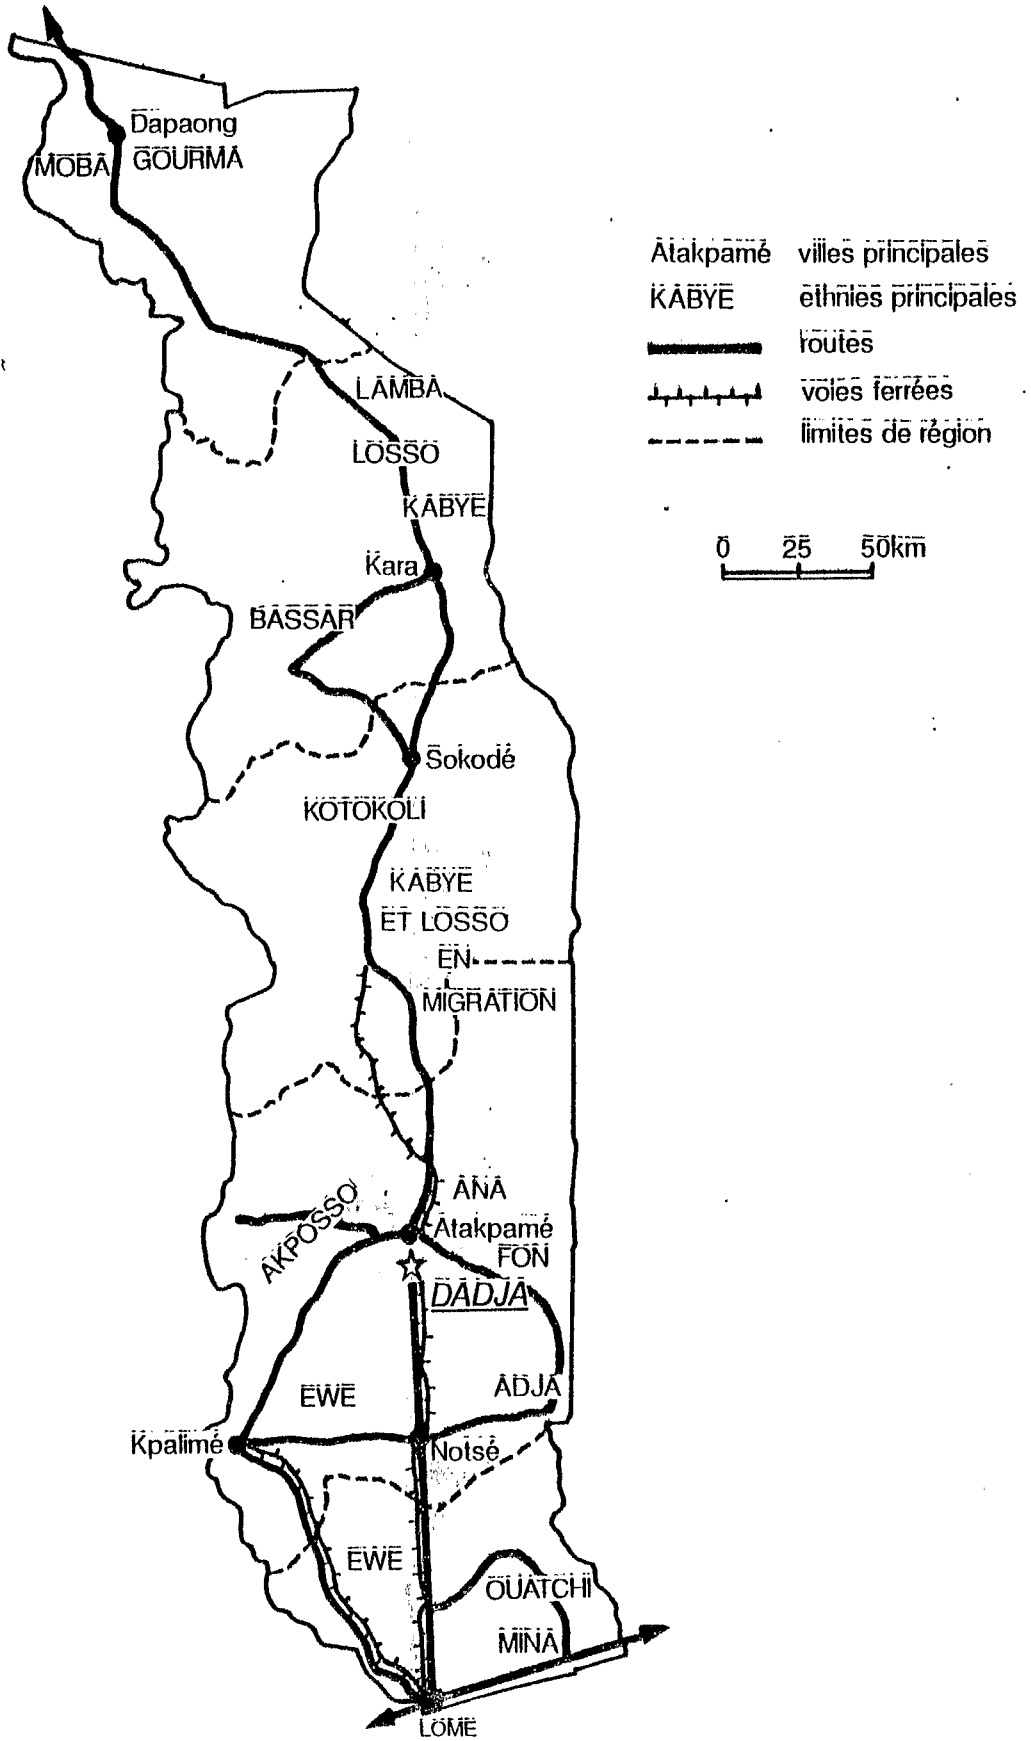 Dapaong
MOBA GOURMA
Atakpamé villes principales
KABYE ethnies principales
routes
voies ferrées
limites de région
0 25 50km
LAMBA
LOSSO
KABYE
Kara
BASSAR
Sokodé
KOTOKOLI
KABYE
ET LOSSO
EN
MIGRATION
ANA
AKPOSSO
Atakpamé
FON
DADJA
EWE
ADJA
Kpalimé
Notsé
EWE
OUATCHI
MINA
LOME